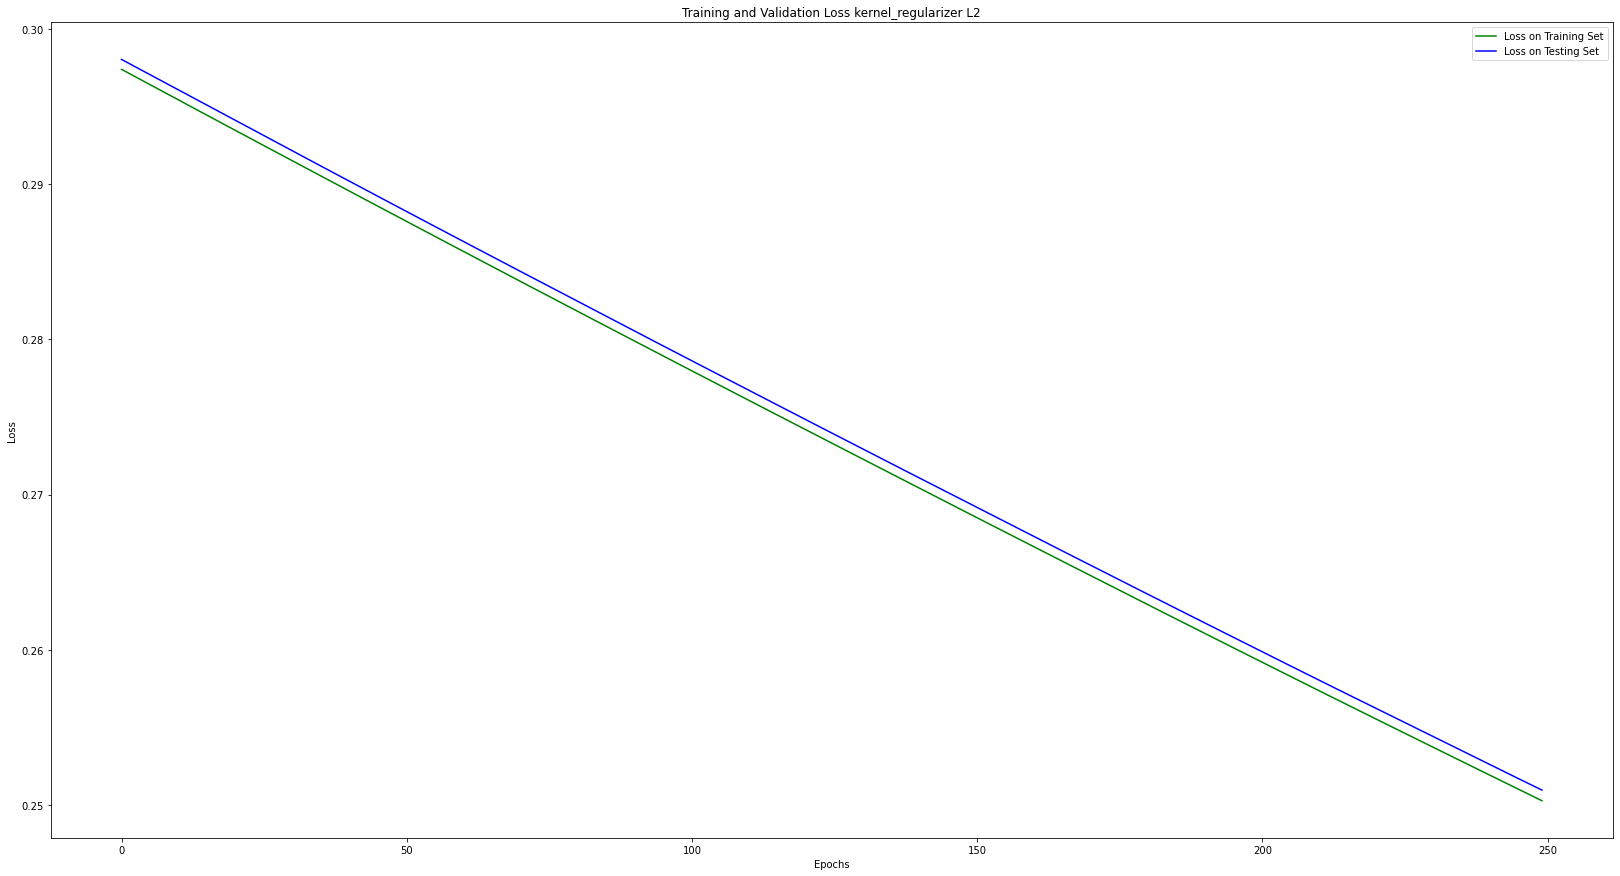 Training and Validation Loss kernel_regularizer L2
Loss on Training Set
Loss on Testing Set
0.30
0.29
0.28
0.27
0.26
0.25
Loss
0
50
100
150
200
250
Epochs